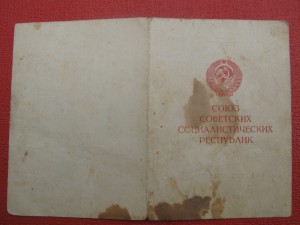 СОЮЗ
СОВЕТСКИХ
СОЦИАЛИСТИЧЕСКИХ
РЕСПУБЛИК